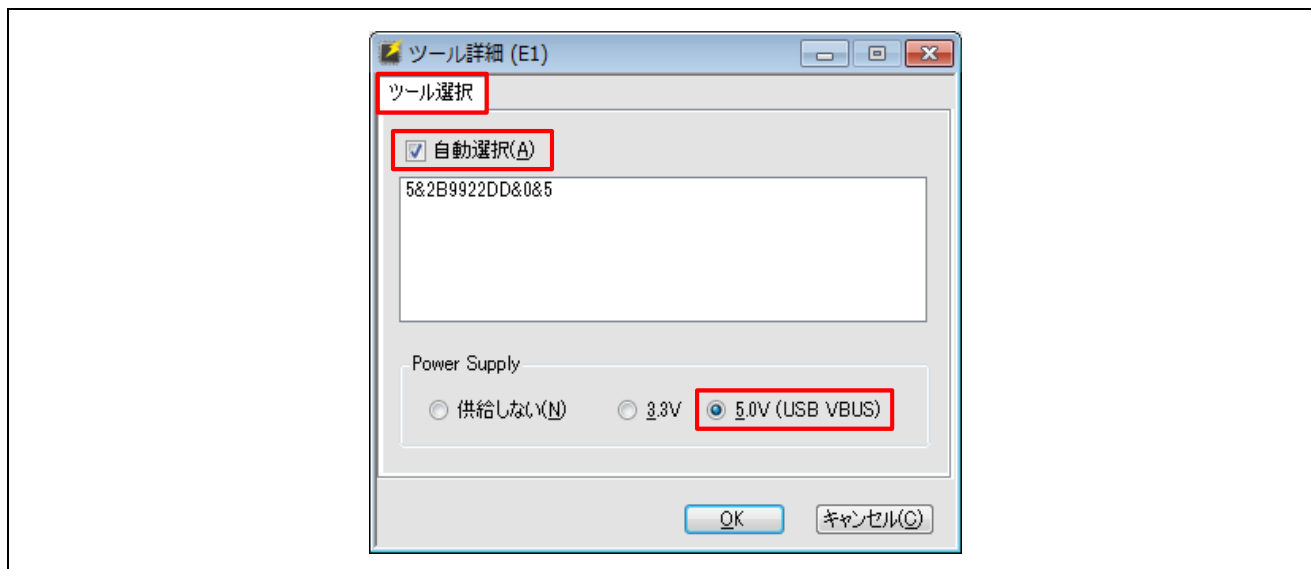 ツール詳細 (E1)
ツール選択
自動選択(A)
5&2B9922DD&0&5
Power Supply
供給しない(N) 3.3V 5.0V (USB VBUS)
OK キャンセル(C)